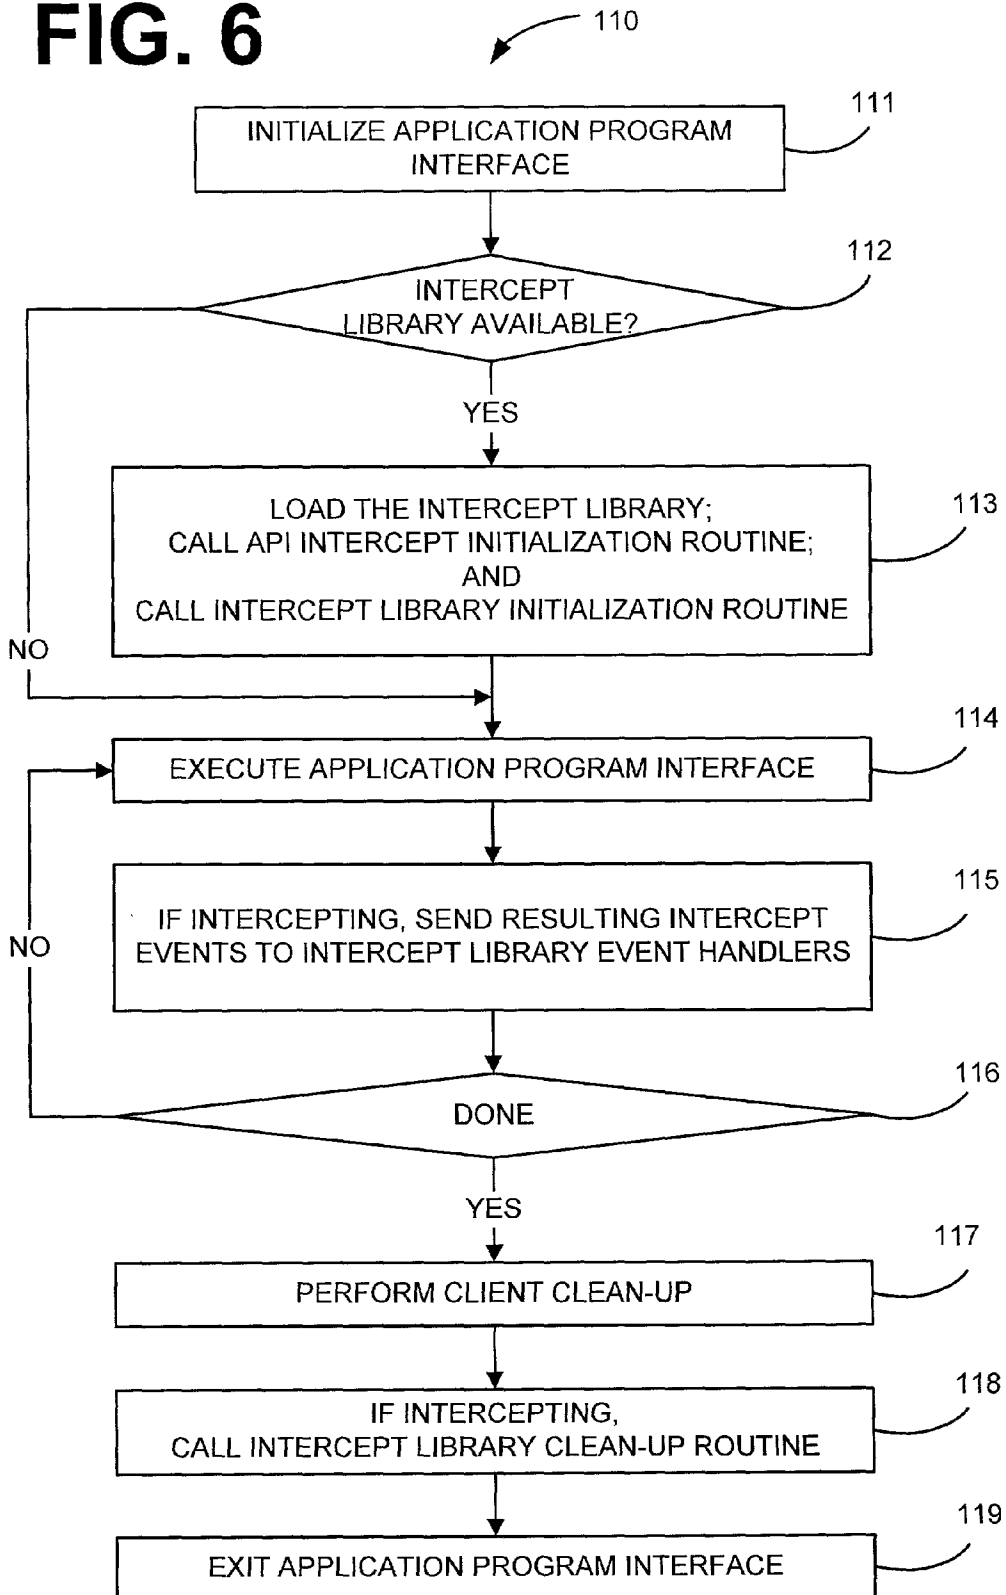 FIG. 6
110
111
INITIALIZE APPLICATION PROGRAM
INTERFACE
112
INTERCEPT
LIBRARY AVAILABLE?
YES
113
LOAD THE INTERCEPT LIBRARY;
CALL API INTERCEPT INITIALIZATION ROUTINE;
AND
CALL INTERCEPT LIBRARY INITIALIZATION ROUTINE
NO
114
EXECUTE APPLICATION PROGRAM INTERFACE
115
IF INTERCEPTING, SEND RESULTING INTERCEPT
EVENTS TO INTERCEPT LIBRARY EVENT HANDLERS
NO
116
DONE
YES
117
PERFORM CLIENT CLEAN-UP
118
IF INTERCEPTING,
CALL INTERCEPT LIBRARY CLEAN-UP ROUTINE
119
EXIT APPLICATION PROGRAM INTERFACE